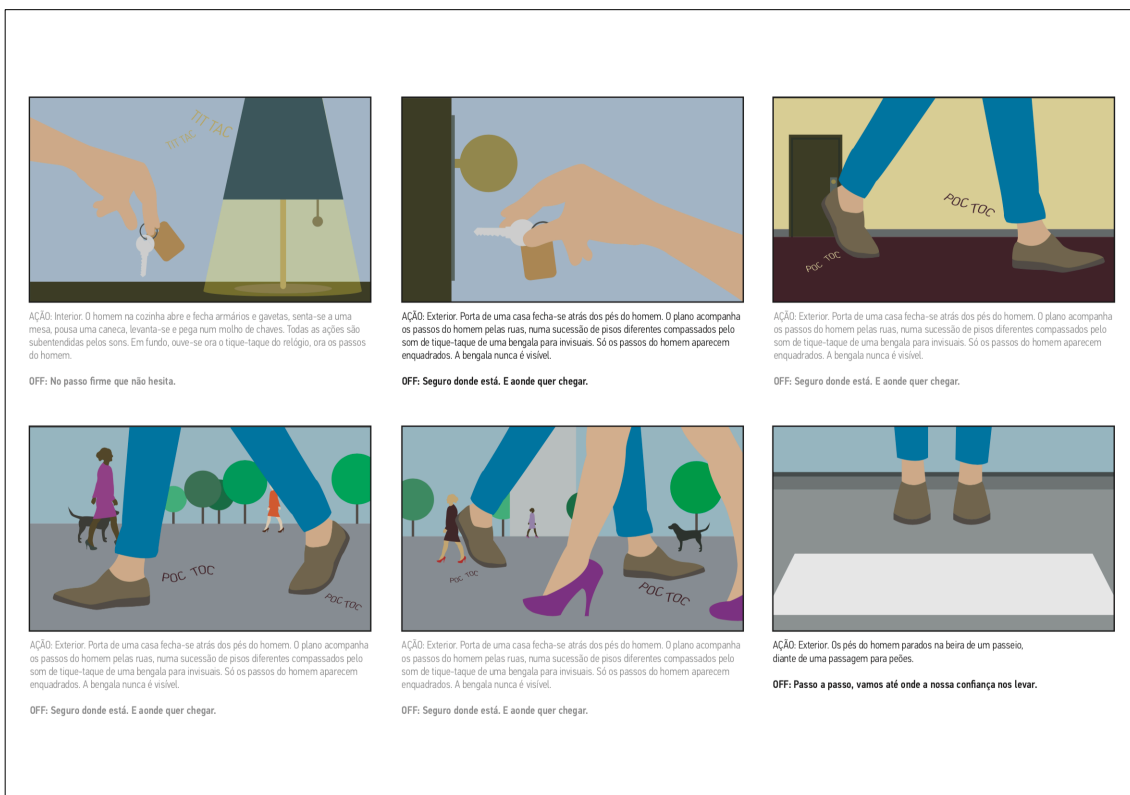 TIT TAC
TIT TAC
AÇÃO: Interior. O homem na cozinha abre e fecha armários e gavetas, senta-se a uma
mesa, pousa uma caneca, levanta-se e pega num molho de chaves. Todas as ações são
subentendidas pelos sons. Em fundo, ouve-se ora o tique-taque do relógio, ora os passos
do homem.
OFF: No passo firme que não hesita.
AÇÃO: Exterior. Porta de uma casa fecha-se atrás dos pés do homem. O plano acompanha
os passos do homem pelas ruas, numa sucessão de pisos diferentes compassados pelo
som de tique-taque de uma bengala para invisuais. Só os passos do homem aparecem
enquadrados. A bengala nunca é visível.
OFF: Seguro donde está. E aonde quer chegar.
POC TOC
POC TOC
AÇÃO: Exterior. Porta de uma casa fecha-se atrás dos pés do homem. O plano acompanha
os passos do homem pelas ruas, numa sucessão de pisos diferentes compassados pelo
som de tique-taque de uma bengala para invisuais. Só os passos do homem aparecem
enquadrados. A bengala nunca é visível.
OFF: Seguro donde está. E aonde quer chegar.
POC TOC
POC TOC
AÇÃO: Exterior. Porta de uma casa fecha-se atrás dos pés do homem. O plano acompanha
os passos do homem pelas ruas, numa sucessão de pisos diferentes compassados pelo
som de tique-taque de uma bengala para invisuais. Só os passos do homem aparecem
enquadrados. A bengala nunca é visível.
OFF: Seguro donde está. E aonde quer chegar.
POC TOC
POC TOC
AÇÃO: Exterior. Porta de uma casa fecha-se atrás dos pés do homem. O plano acompanha
os passos do homem pelas ruas, numa sucessão de pisos diferentes compassados pelo
som de tique-taque de uma bengala para invisuais. Só os passos do homem aparecem
enquadrados. A bengala nunca é visível.
OFF: Seguro donde está. E aonde quer chegar.
AÇÃO: Exterior. Os pés do homem parados na beira de um passeio,
diante de uma passagem para peões.
OFF: Passo a passo, vamos até onde a nossa confiança nos levar.